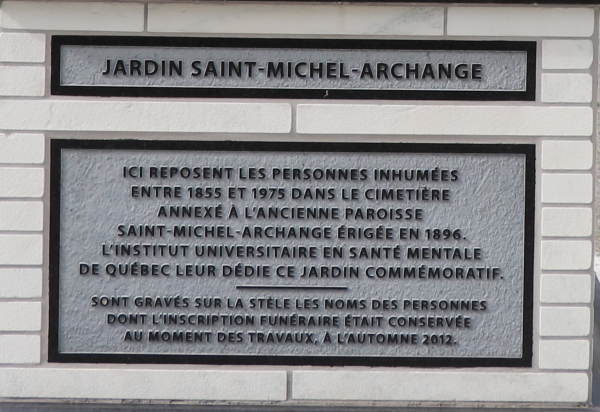 JARDIN SAINT-MICHEL-ARCHANGE
ICI REPOSENT LES PERSONNES INHUMÉES
ENTRE 1855 ET 1975 DANS LE CIMETIÈRE
ANNEXÉ À L'ANCIENNE PAROISSE
SAINT-MICHEL-ARCHANGE ÉRIGÉE EN 1896.
L'INSTITUT UNIVERSITAIRE EN SANTÉ MENTALE
DE QUÉBEC LEUR DÉDIE CE JARDIN COMMÉMORATIF.
SONT GRAVÉS SUR LA STÈLE LES NOMS DES PERSONNES
DONT L'INSCRIPTION FUNÉRAIRE ÉTAIT CONSERVÉE
AU MOMENT DES TRAVAUX, À L'AUTOMNE 2012.